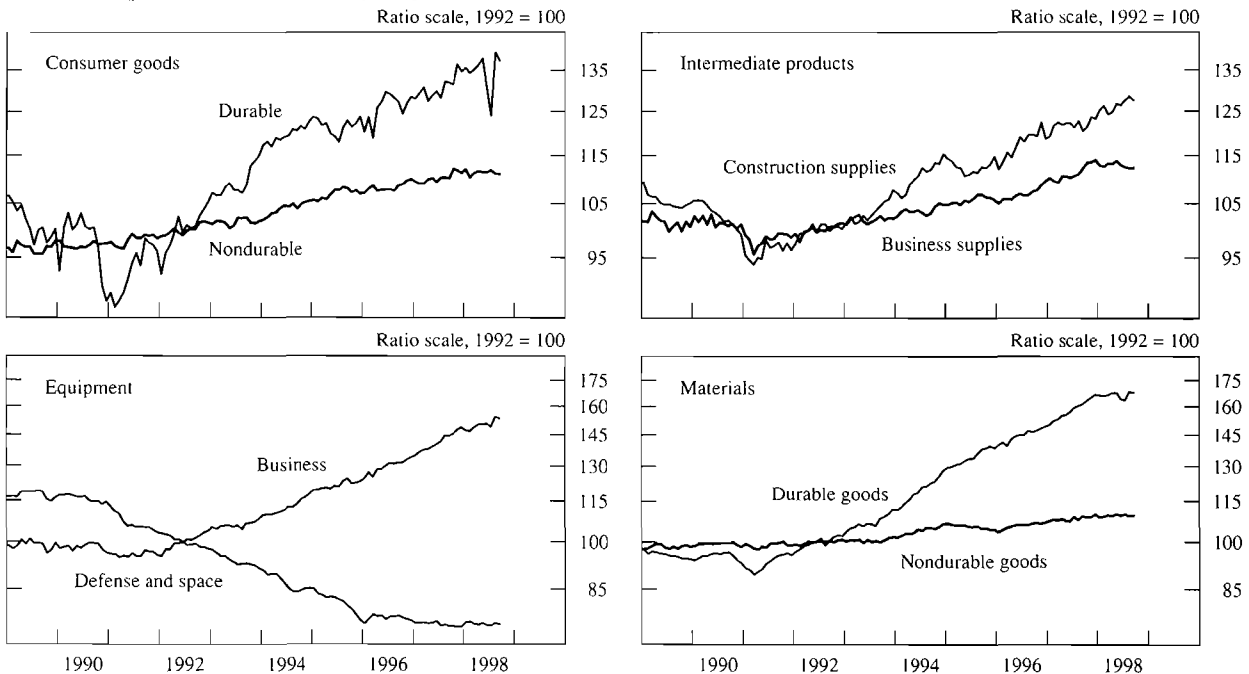 Ratio scale, 1992 = 100
Consumer goods
Durable
Nondurable
135
125
115
105
95
Ratio scale, 1992 = 100
Intermediate products
Construction supplies
Business supplies
135
125
115
105
95
Ratio scale, 1992 = 100
Equipment
Business
Defense and space
175
160
145
130
115
100
85
1990 1992 1994 1996 1998
Ratio scale, 1992 = 100
Materials
Durable goods
Nondurable goods
175
160
145
130
115
100
85
1990 1992 1994 1996 1998